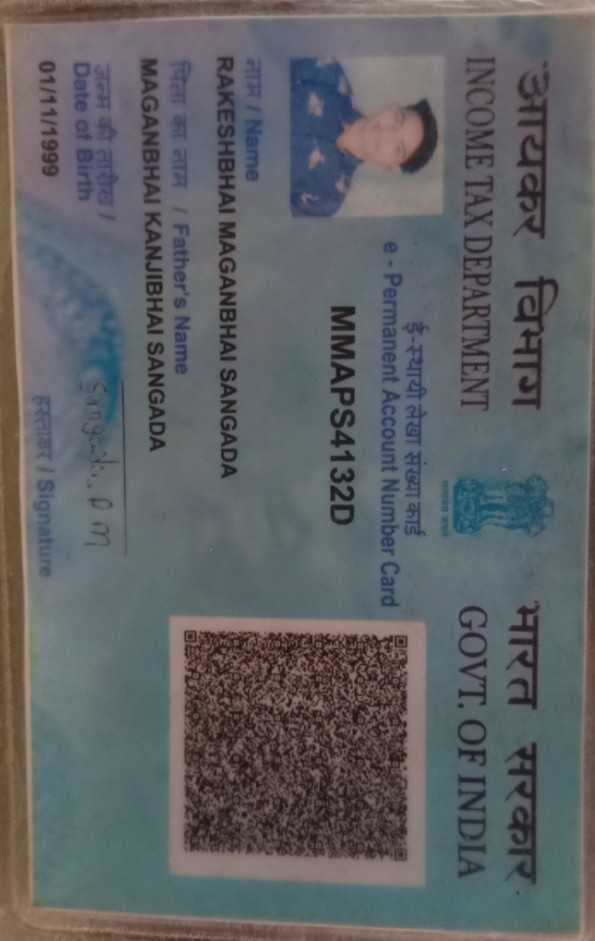 आयकर विभाग
INCOME TAX DEPARTMENT
भारत सरकार
GOVT. OF INDIA
ई-स्थायी लेखा संख्या कार्ड
e - Permanent Account Number Card
MMAPS4132D
नाम / Name
RAKESHBHAI MAGANBHAI SANGADA
पिता का नाम / Father's Name
MAGANBHAI KANJIBHAI SANGADA
जन्म की तारीख /
Date of Birth
01/11/1999
हस्ताक्षर / Signature